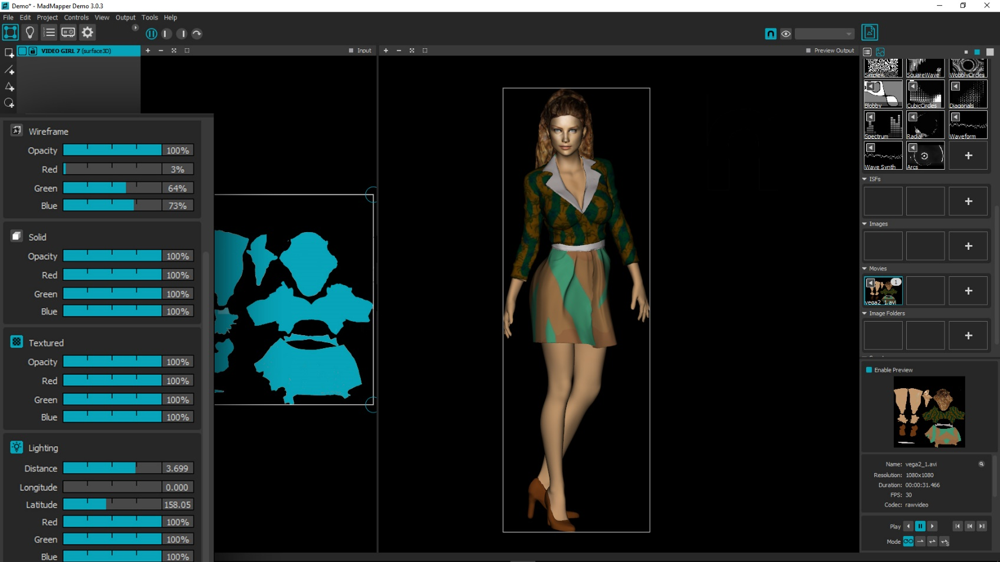 Demo* - MadMapper Demo 3.0.3
File Edit Project Controls View Output Tools Help
VIDEO GIRL 7 (surface3D)
Input
Preview Output
Wireframe
Opacity 100%
Red 3%
Green 64%
Blue 73%
Solid
Opacity 100%
Red 100%
Green 100%
Blue 100%
Textured
Opacity 100%
Red 100%
Green 100%
Blue 100%
Lighting
Distance 3.699
Longitude 0.000
Latitude 158.05
Red 100%
Green 100%
Blue 100%
SquareWave WobblyCircles
Blobby CubicCircles Diagonals
Spectrum Radial Waveform
Wave Synth Arcs
ISFs
Images
Movies
1
vega2_1.avi
Image Folders
Enable Preview
Name: vega2_1.avi
Resolution: 1080x1080
Duration: 00:00:31.466
FPS: 30
Codec: rawvideo
Play
Mode